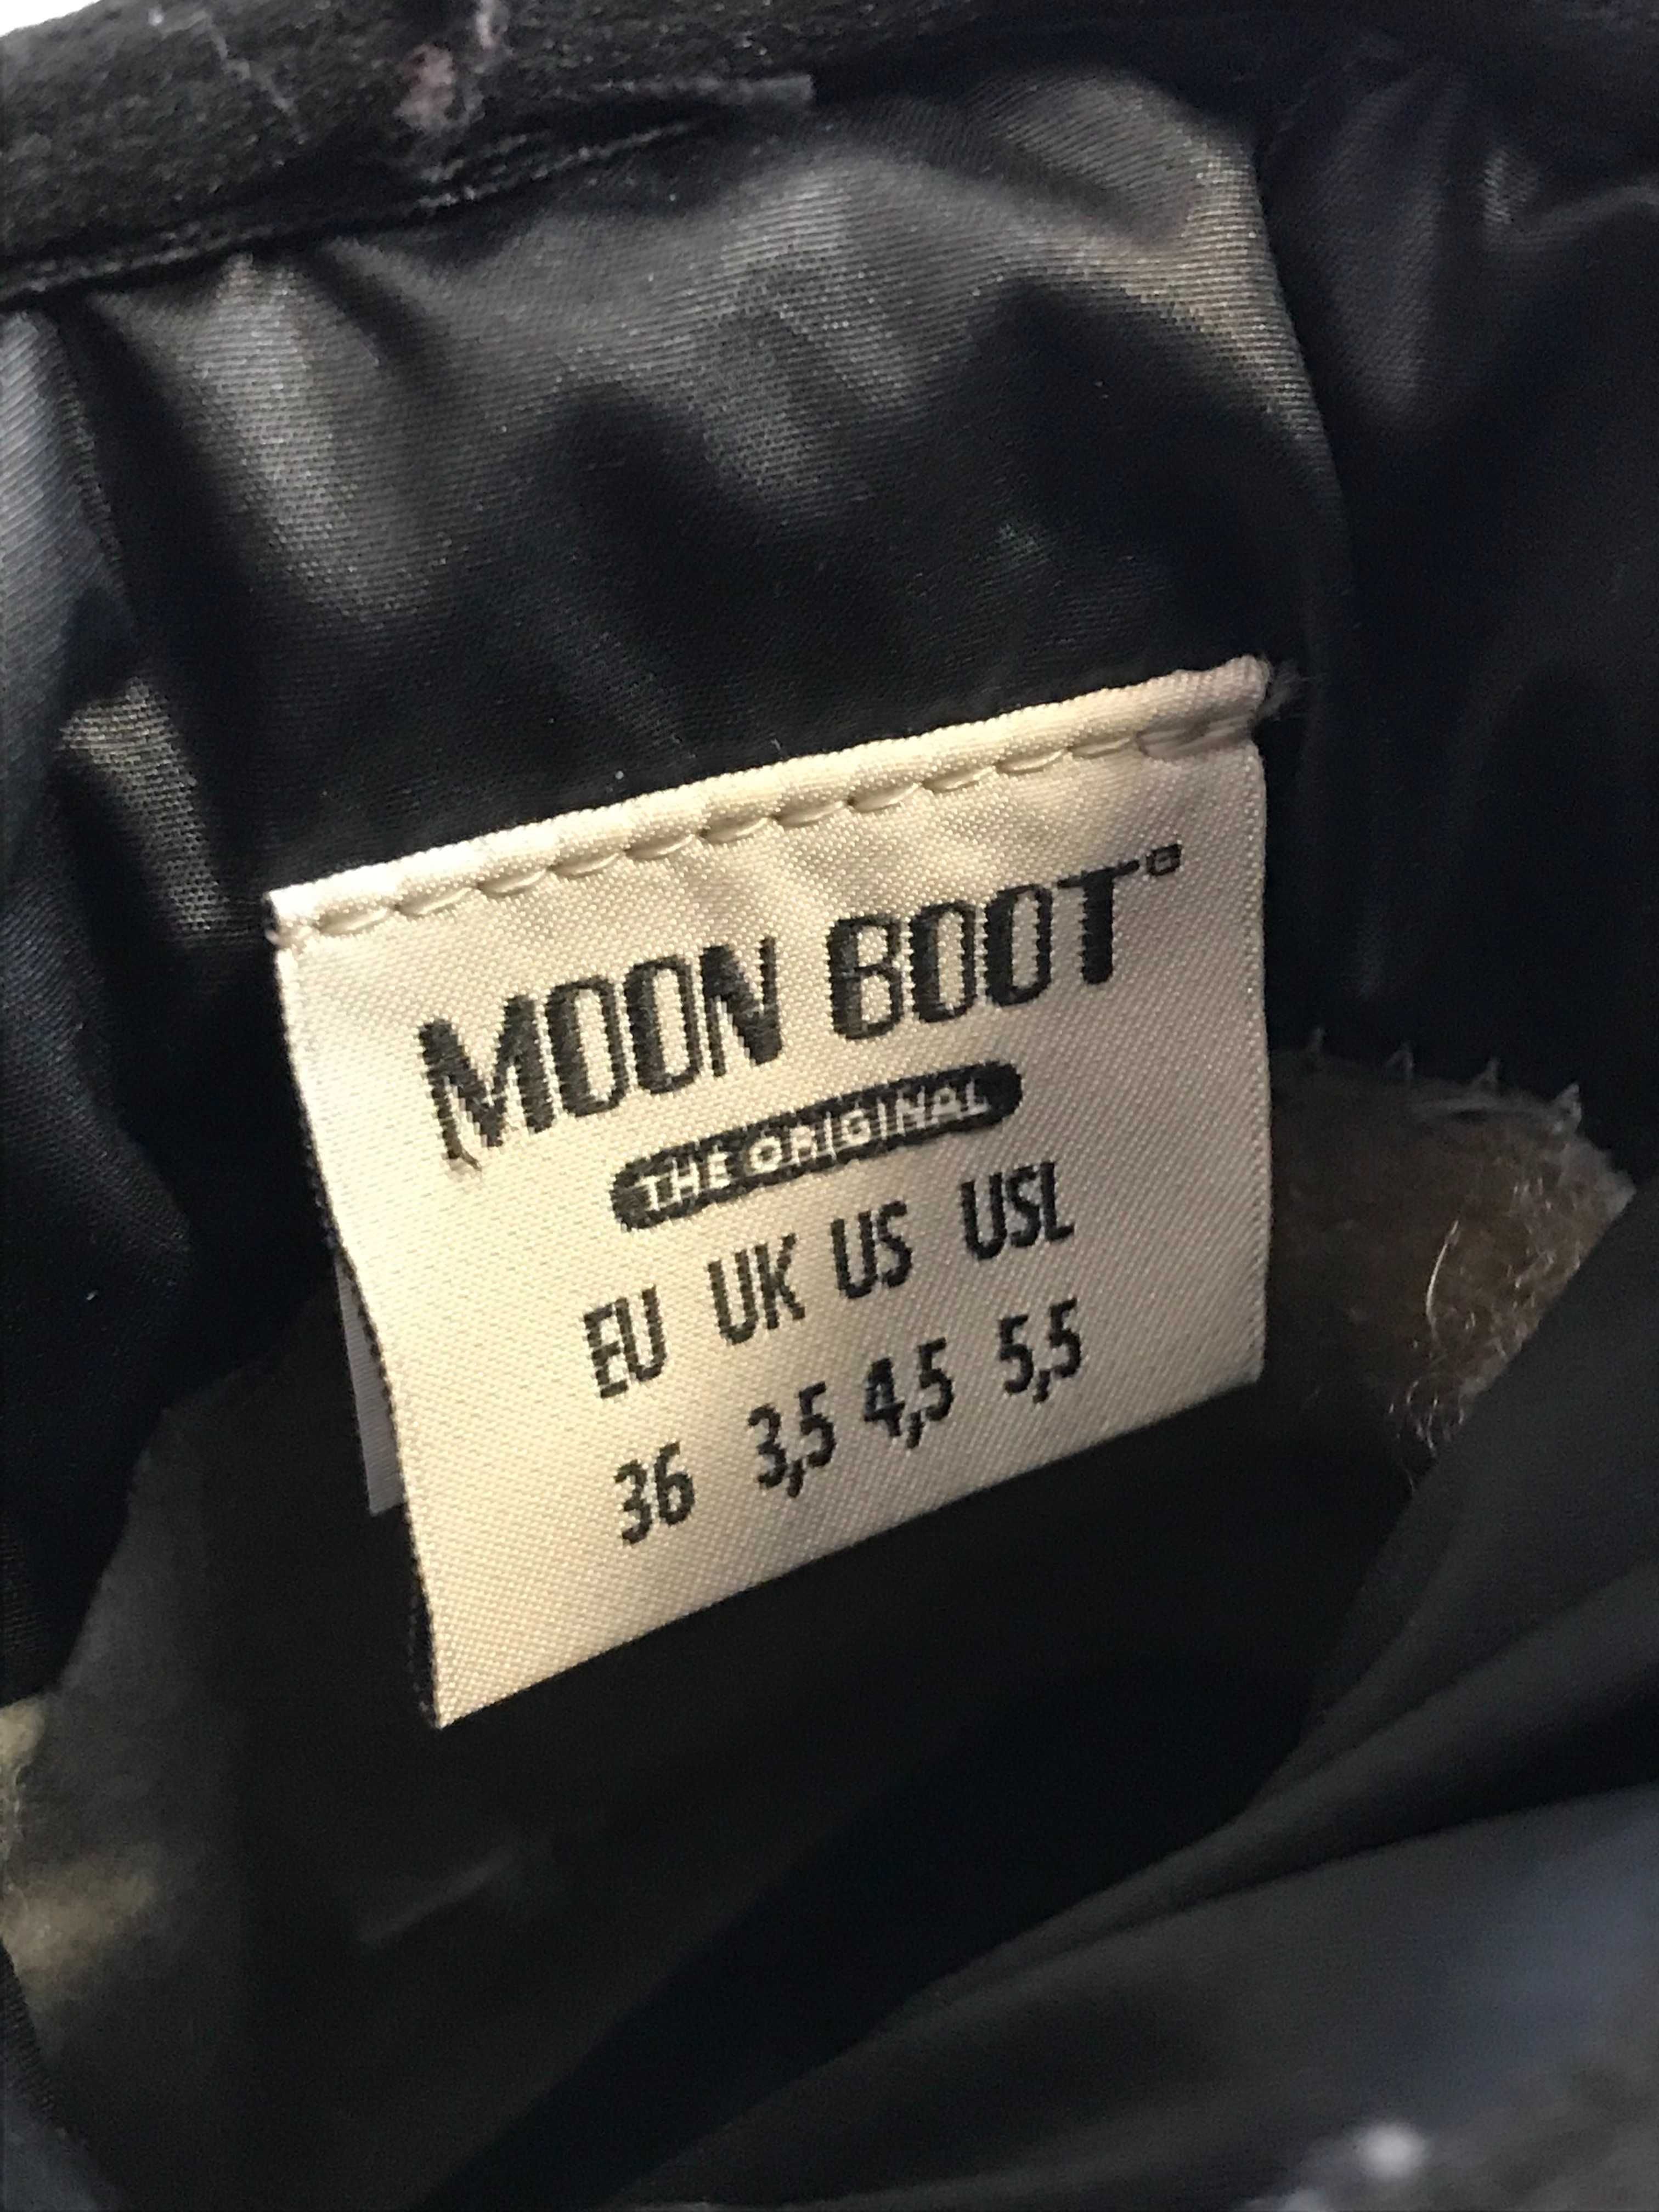 MOON BOOT®
THE ORIGINAL
EU UK US USL
36 3,5 4,5 5,5